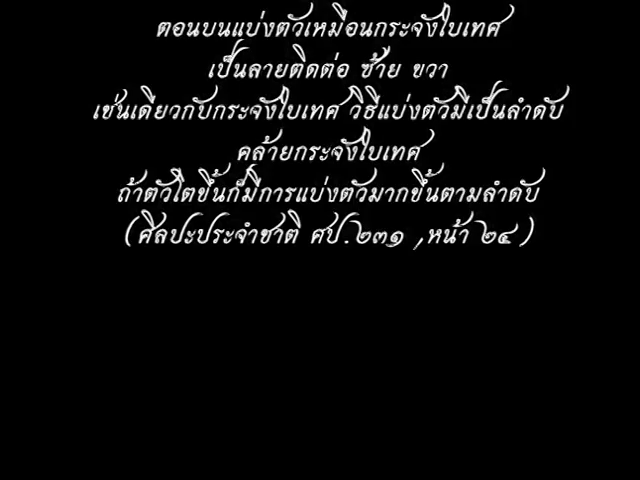 ตอนบนแบ่งตัวเหมือนกระจังใบเทศ
เป็นลายติดต่อ ซ้าย ขวา
เช่นเดียวกับกระจังใบเทศ วิธีแบ่งตัวมีเป็นลำดับ
คล้ายกระจังใบเทศ
ถ้าตัวโตขึ้นก็มีการแบ่งตัวมากขึ้นตามลำดับ
(ศิลปะประจำชาติ ศป.๒๓๑ ,หน้า ๒๔)